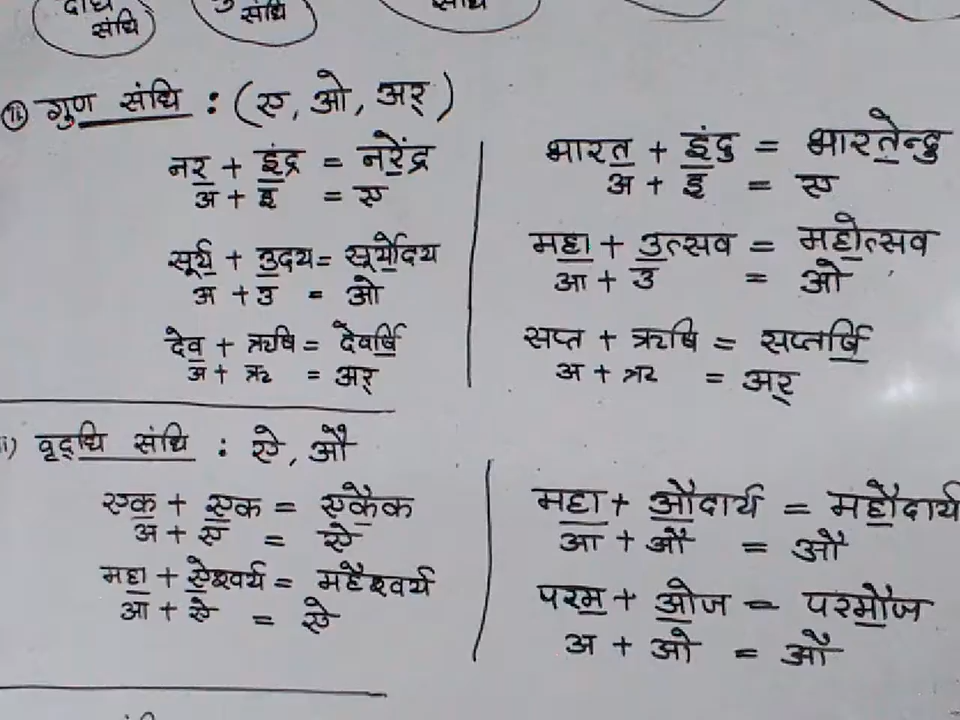 दीर्घ संधि
संधि
संधि
गुण संधि : (ए, ओ, अर्)
नर + इंद्र = नरेंद्र
अ + इ = ए
सूर्य + उदय = सूर्योदय
अ + उ = ओ
देव + ऋषि = देवर्षि
अ + ऋ = अर्
भारत + इंदु = भारतेन्दु
अ + इ = ए
महा + उत्सव = महोत्सव
आ + उ = ओ
सप्त + ऋषि = सप्तर्षि
अ + ऋ = अर्
वृद्धि संधि : ऐ, औ
एक + एक = एकैक
अ + ए = ऐ
महा + ऐश्वर्य = महैश्वर्य
आ + ऐ = ऐ
महा + औदार्य = महौदार्य
आ + औ = औ
परम + ओज = परमौज
अ + ओ = औ